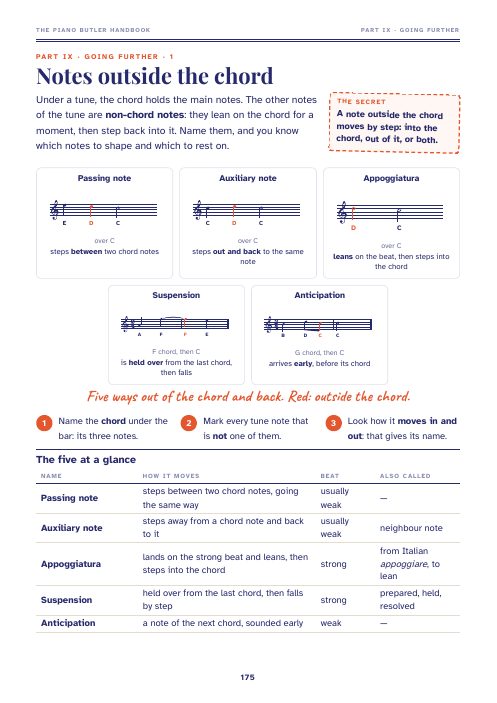 THE PIANO BUTLER HANDBOOK
PART IX · GOING FURTHER
PART IX · GOING FURTHER · 1
Notes outside the chord
Under a tune, the chord holds the main notes. The other notes
of the tune are non-chord notes: they lean on the chord for a
moment, then step back into it. Name them, and you know
which notes to shape and which to rest on.
THE SECRET
A note outside the chord
moves by step: into the
chord, out of it, or both.
Passing note
E D C
over C
steps between two chord notes
Auxiliary note
C D C
over C
steps out and back to the same
note
Appoggiatura
D C
over C
leans on the beat, then steps into
the chord
Suspension
A F F E
F chord, then C
is held over from the last chord,
then falls
Anticipation
B D C C
G chord, then C
arrives early, before its chord
Five ways out of the chord and back. Red: outside the chord.
1 Name the chord under the
bar: its three notes.
2 Mark every tune note that
is not one of them.
3 Look how it moves in and
out: that gives its name.
The five at a glance
NAME HOW IT MOVES BEAT ALSO CALLED
Passing note steps between two chord notes, going
the same way
usually
weak
—
Auxiliary note steps away from a chord note and back
to it
usually
weak
neighbour note
Appoggiatura lands on the strong beat and leans, then
steps into the chord
strong
from Italian
appoggiare, to
lean
Suspension held over from the last chord, then falls
by step
strong
prepared, held,
resolved
Anticipation a note of the next chord, sounded early weak —
175